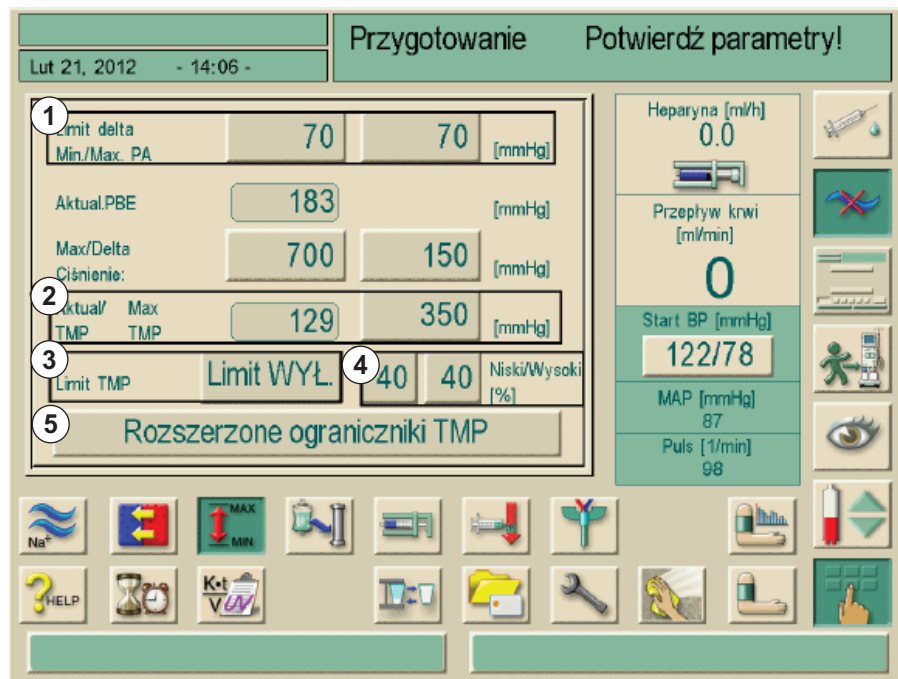 Przygotowanie Potwierdź parametry!
Lut 21, 2012 - 14:06 -
1
Limit delta
Min./Max. PA
70 70 [mmHg]
Aktual.PBE 183 [mmHg]
Max/Delta
Ciśnienie:
700 150 [mmHg]
2
Aktual/ Max
TMP TMP
129 350 [mmHg]
3
Limit TMP Limit WYŁ.
4
40 40 Niski/Wysoki
[%]
5
Rozszerzone ograniczniki TMP
Heparyna [ml/h]
0.0
Przepływ krwi
[ml/min]
0
Start BP [mmHg]
122/78
MAP [mmHg]
87
Puls [1/min]
98
Na+
MAX
MIN
HELP
K•t
V
UV